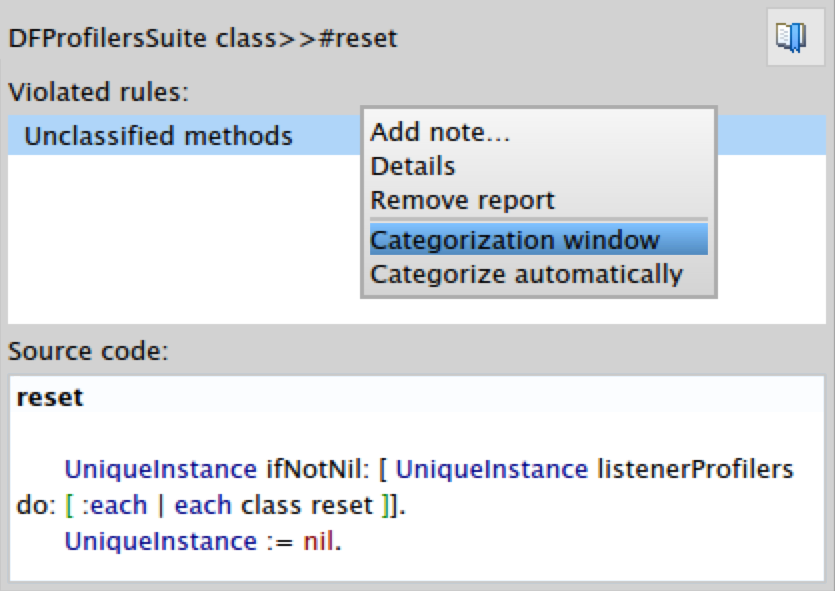 DFProfilersSuite class>>#reset
Violated rules:
Unclassified methods
Add note...
Details
Remove report
Categorization window
Categorize automatically
Source code:
reset
UniqueInstance ifNotNil: [ UniqueInstance listenerProfilers
do: [ :each | each class reset ]].
UniqueInstance := nil.